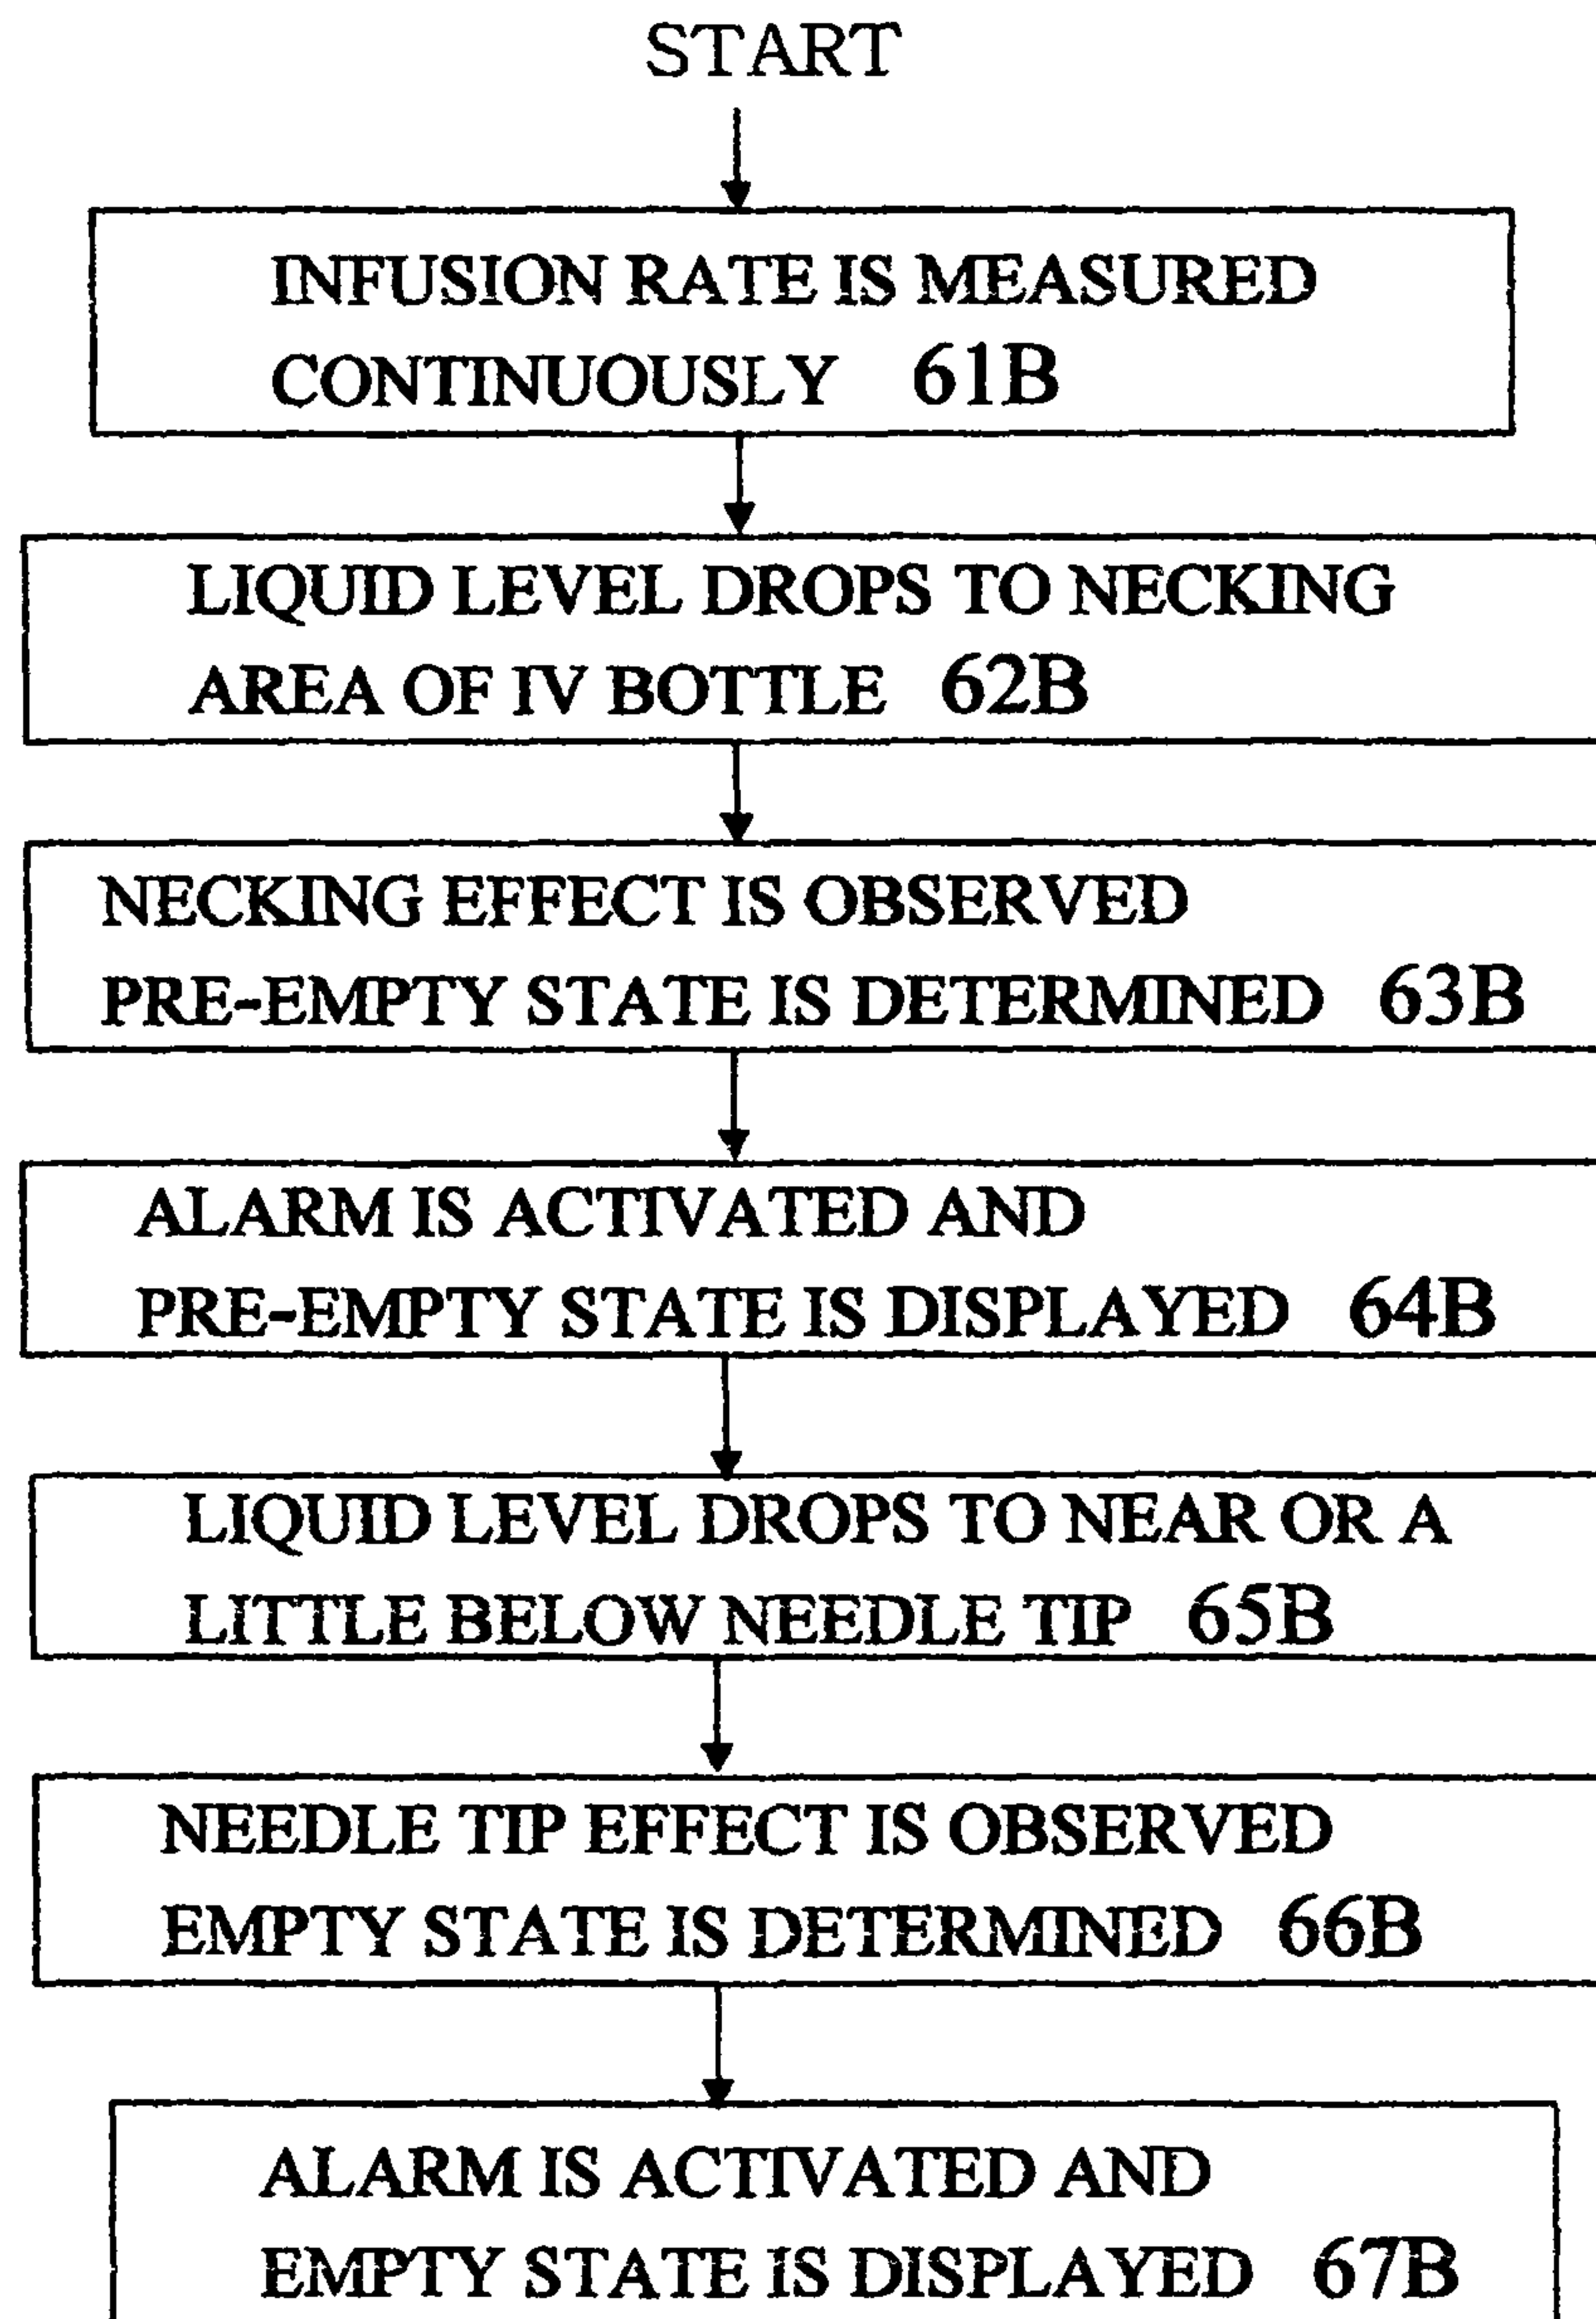 START
INFUSION RATE IS MEASURED
CONTINUOUSLY 61B
LIQUID LEVEL DROPS TO NECKING
AREA OF IV BOTTLE 62B
NECKING EFFECT IS OBSERVED
PRE-EMPTY STATE IS DETERMINED 63B
ALARM IS ACTIVATED AND
PRE-EMPTY STATE IS DISPLAYED 64B
LIQUID LEVEL DROPS TO NEAR OR A
LITTLE BELOW NEEDLE TIP 65B
NEEDLE TIP EFFECT IS OBSERVED
EMPTY STATE IS DETERMINED 66B
ALARM IS ACTIVATED AND
EMPTY STATE IS DISPLAYED 67B